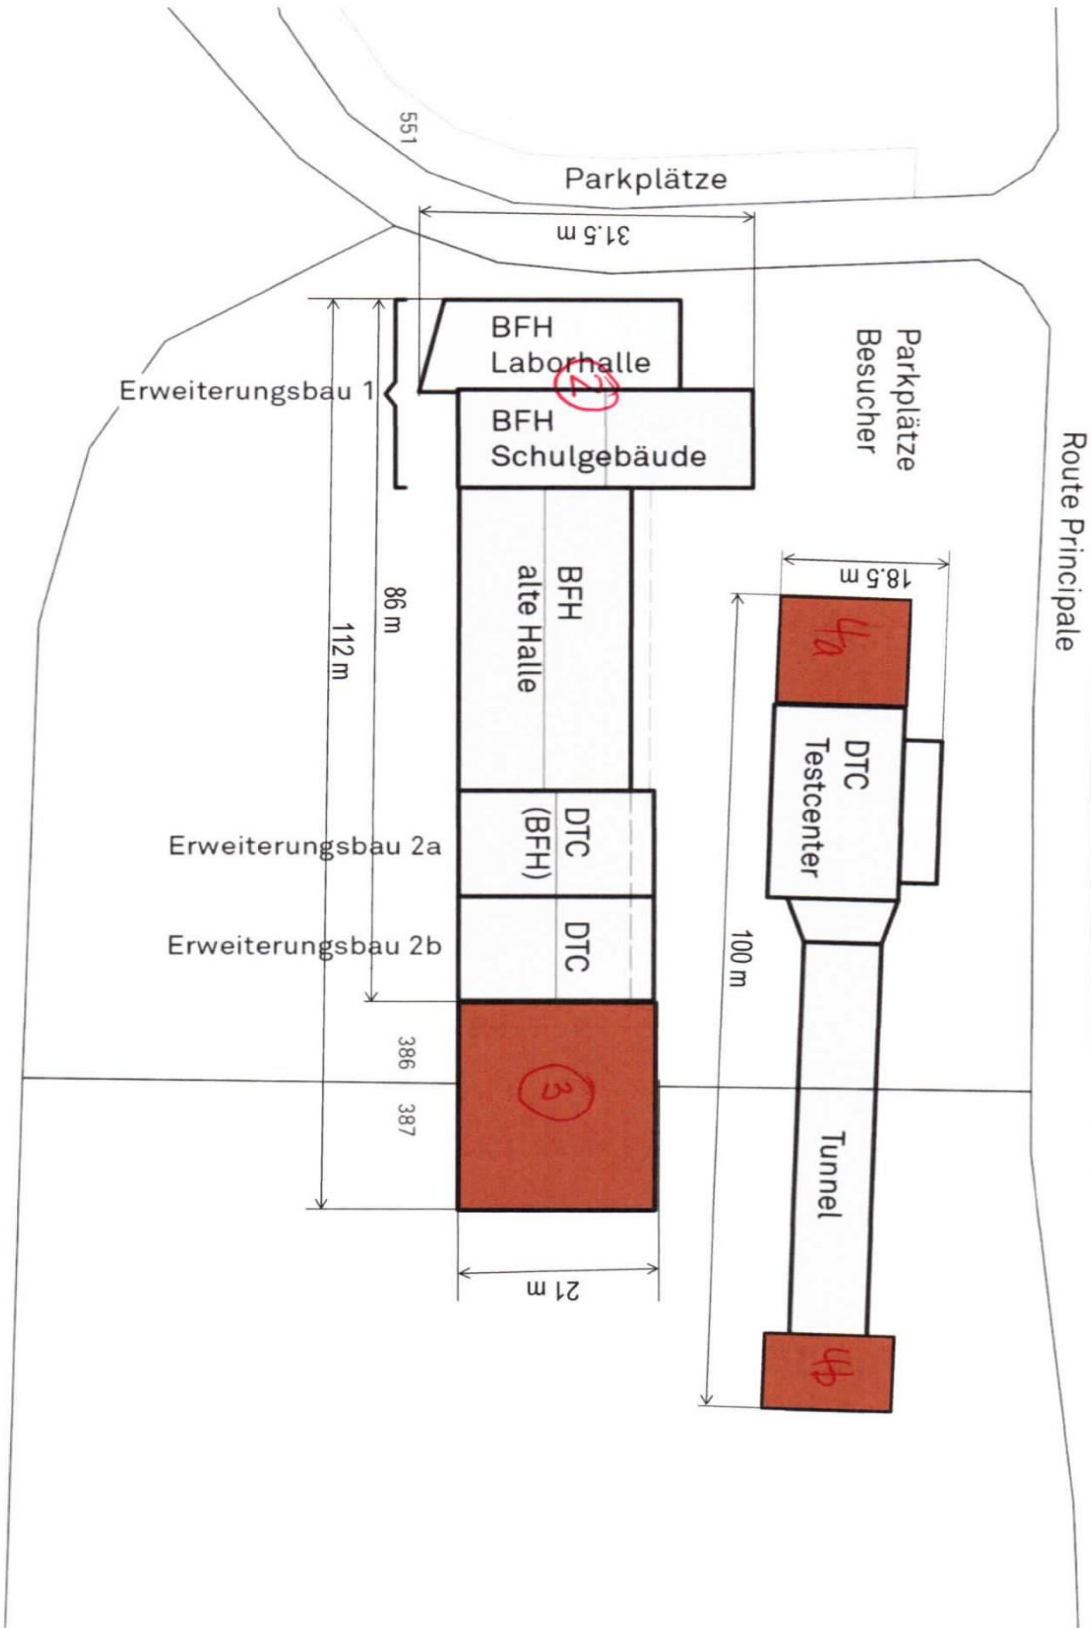 551
Parkplätze
31.5 m
BFH
Laborhalle
2
Erweiterungsbau 1
BFH
Schulgebäude
Parkplätze
Besucher
Route Principale
18.5 m
4a
86 m
112 m
BFH
alte Halle
DTC
Testcenter
Erweiterungsbau 2a
DTC
(BFH)
Erweiterungsbau 2b
DTC
100 m
386
387
3
Tunnel
21 m
4b